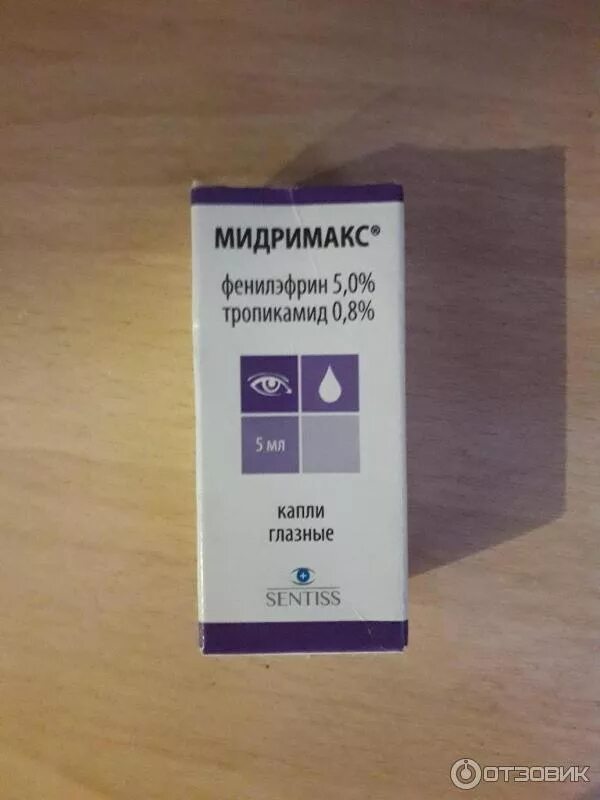 МИДРИМАКС®
фенилэфрин 5,0%
тропикамид 0,8%
5 мл
капли
глазные
SENTISS
ОТЗОВИК